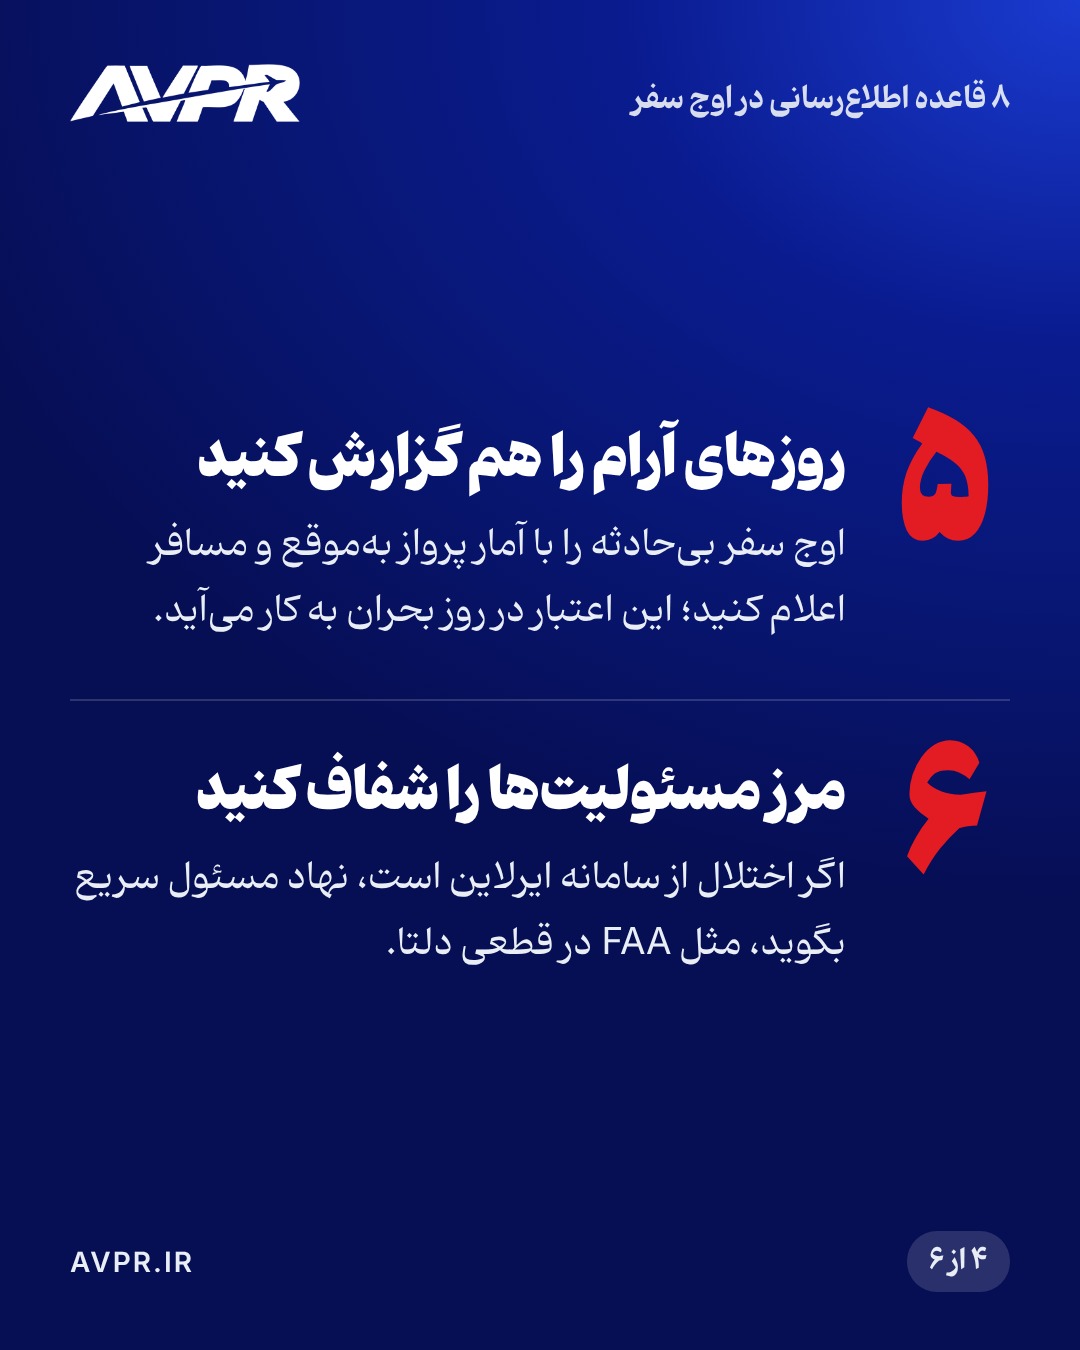 ۸ قاعده اطلاع‌رسانی در اوج سفر
AVPR
۵
روزهای آرام را هم گزارش کنید
اوج سفر بی‌حادثه را با آمار پرواز به‌موقع و مسافر
اعلام کنید؛ این اعتبار در روز بحران به کار می‌آید.
۶
مرز مسئولیت‌ها را شفاف کنید
اگر اختلال از سامانه ایرلاین است، نهاد مسئول سریع
بگوید، مثل FAA در قطعی دلتا.
۴ از ۶
AVPR.IR